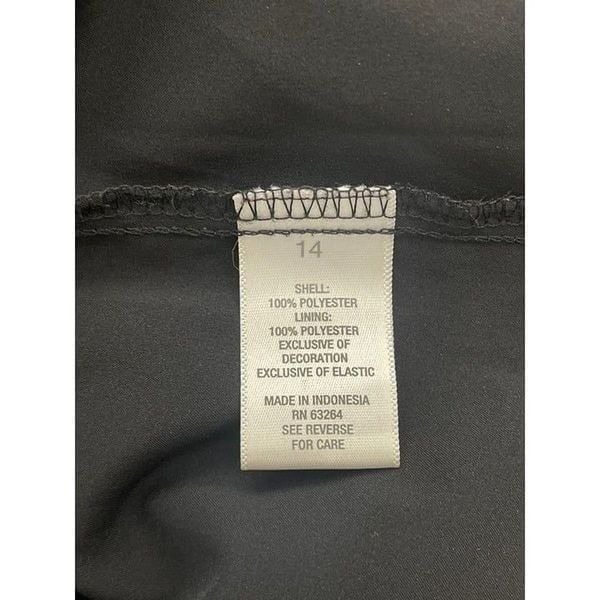 14
SHELL:
100% POLYESTER
LINING:
100% POLYESTER
EXCLUSIVE OF
DECORATION
EXCLUSIVE OF ELASTIC
MADE IN INDONESIA
RN 63264
SEE REVERSE
FOR CARE